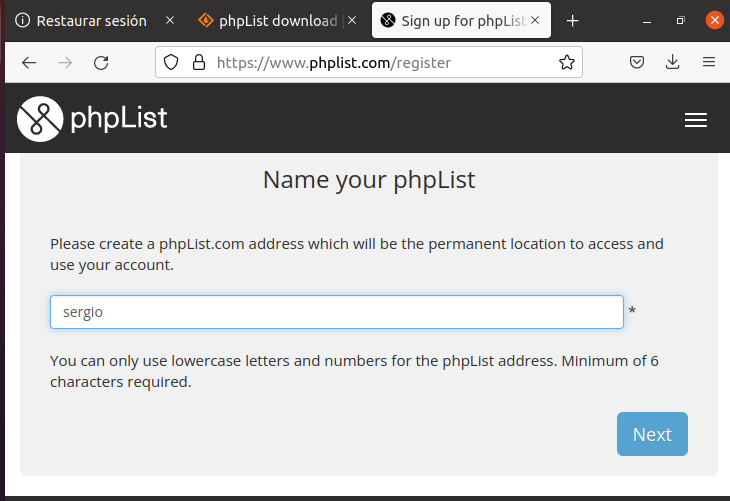 Restaurar sesión
phpList download
Sign up for phpList
https://www.phplist.com/register
phpList
Name your phpList
Please create a phpList.com address which will be the permanent location to access and
use your account.
sergio *
You can only use lowercase letters and numbers for the phpList address. Minimum of 6
characters required.
Next